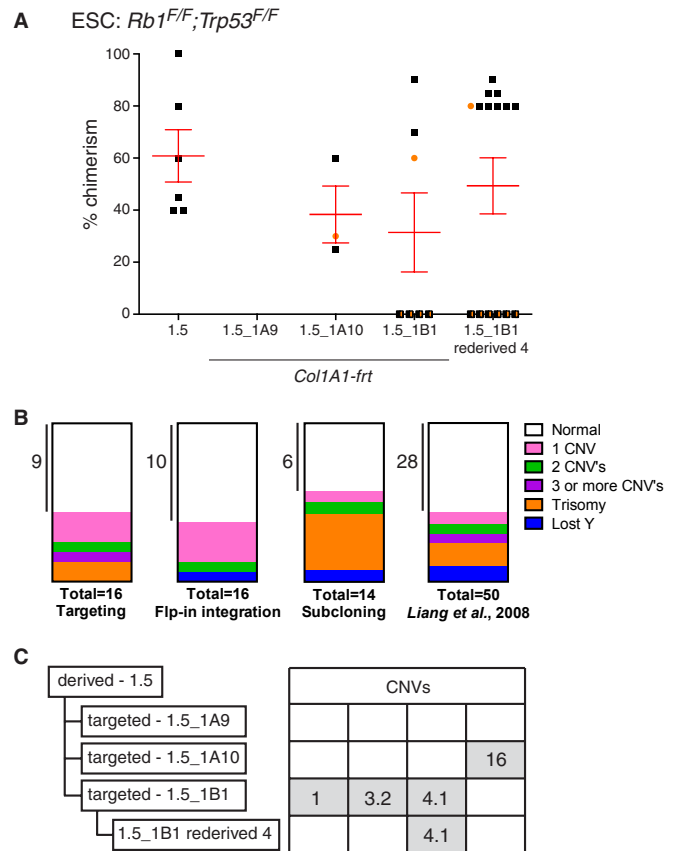 A ESC: Rb1F/F;Trp53F/F
% chimerism
100
80
60
40
20
0
1.5 1.5_1A9 1.5_1A10 1.5_1B1 1.5_1B1
rederived 4
Col1A1-frt
B
9 10 6 28
Normal
1 CNV
2 CNV's
3 or more CNV's
Trisomy
Lost Y
Total=16 Total=16 Total=14 Total=50
Targeting Flp-in integration Subcloning Liang et al., 2008
C
derived - 1.5 CNVs
targeted - 1.5_1A9
targeted - 1.5_1A10 16
targeted - 1.5_1B1 1 3.2 4.1
1.5_1B1 rederived 4 4.1